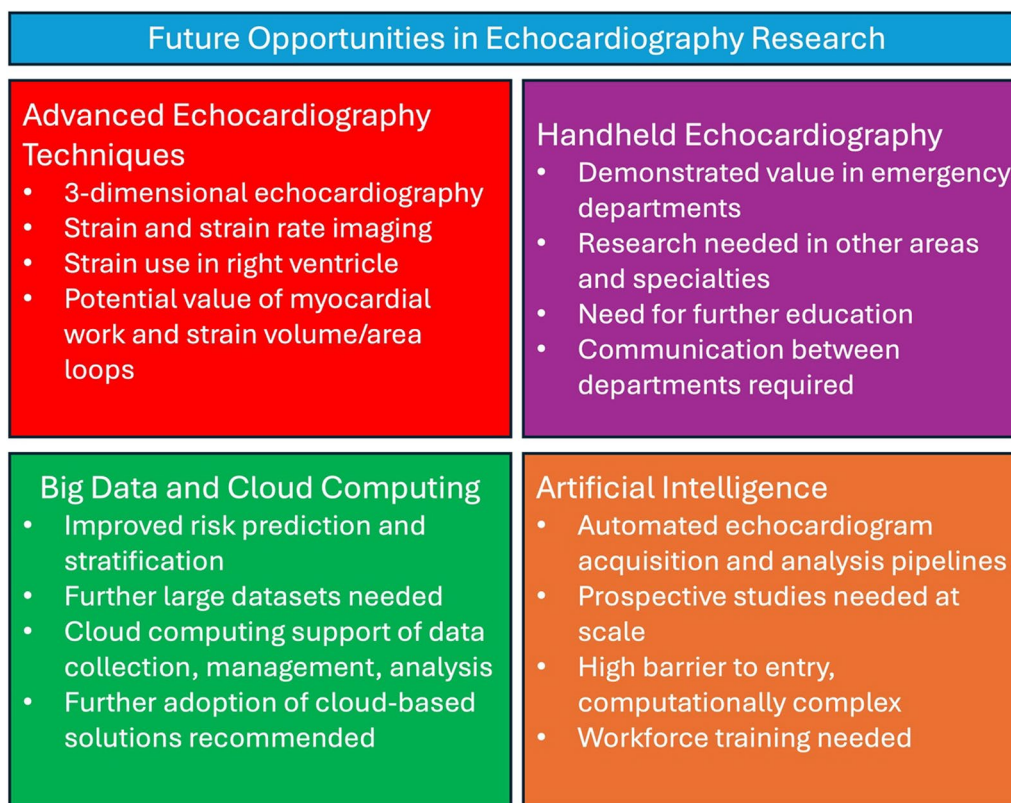 Future Opportunities in Echocardiography Research
Advanced Echocardiography
Techniques
• 3-dimensional echocardiography
• Strain and strain rate imaging
• Strain use in right ventricle
• Potential value of myocardial
work and strain volume/area
loops
Handheld Echocardiography
• Demonstrated value in emergency
departments
• Research needed in other areas
and specialties
• Need for further education
• Communication between
departments required
Big Data and Cloud Computing
• Improved risk prediction and
stratification
• Further large datasets needed
• Cloud computing support of data
collection, management, analysis
• Further adoption of cloud-based
solutions recommended
Artificial Intelligence
• Automated echocardiogram
acquisition and analysis pipelines
• Prospective studies needed at
scale
• High barrier to entry,
computationally complex
• Workforce training needed